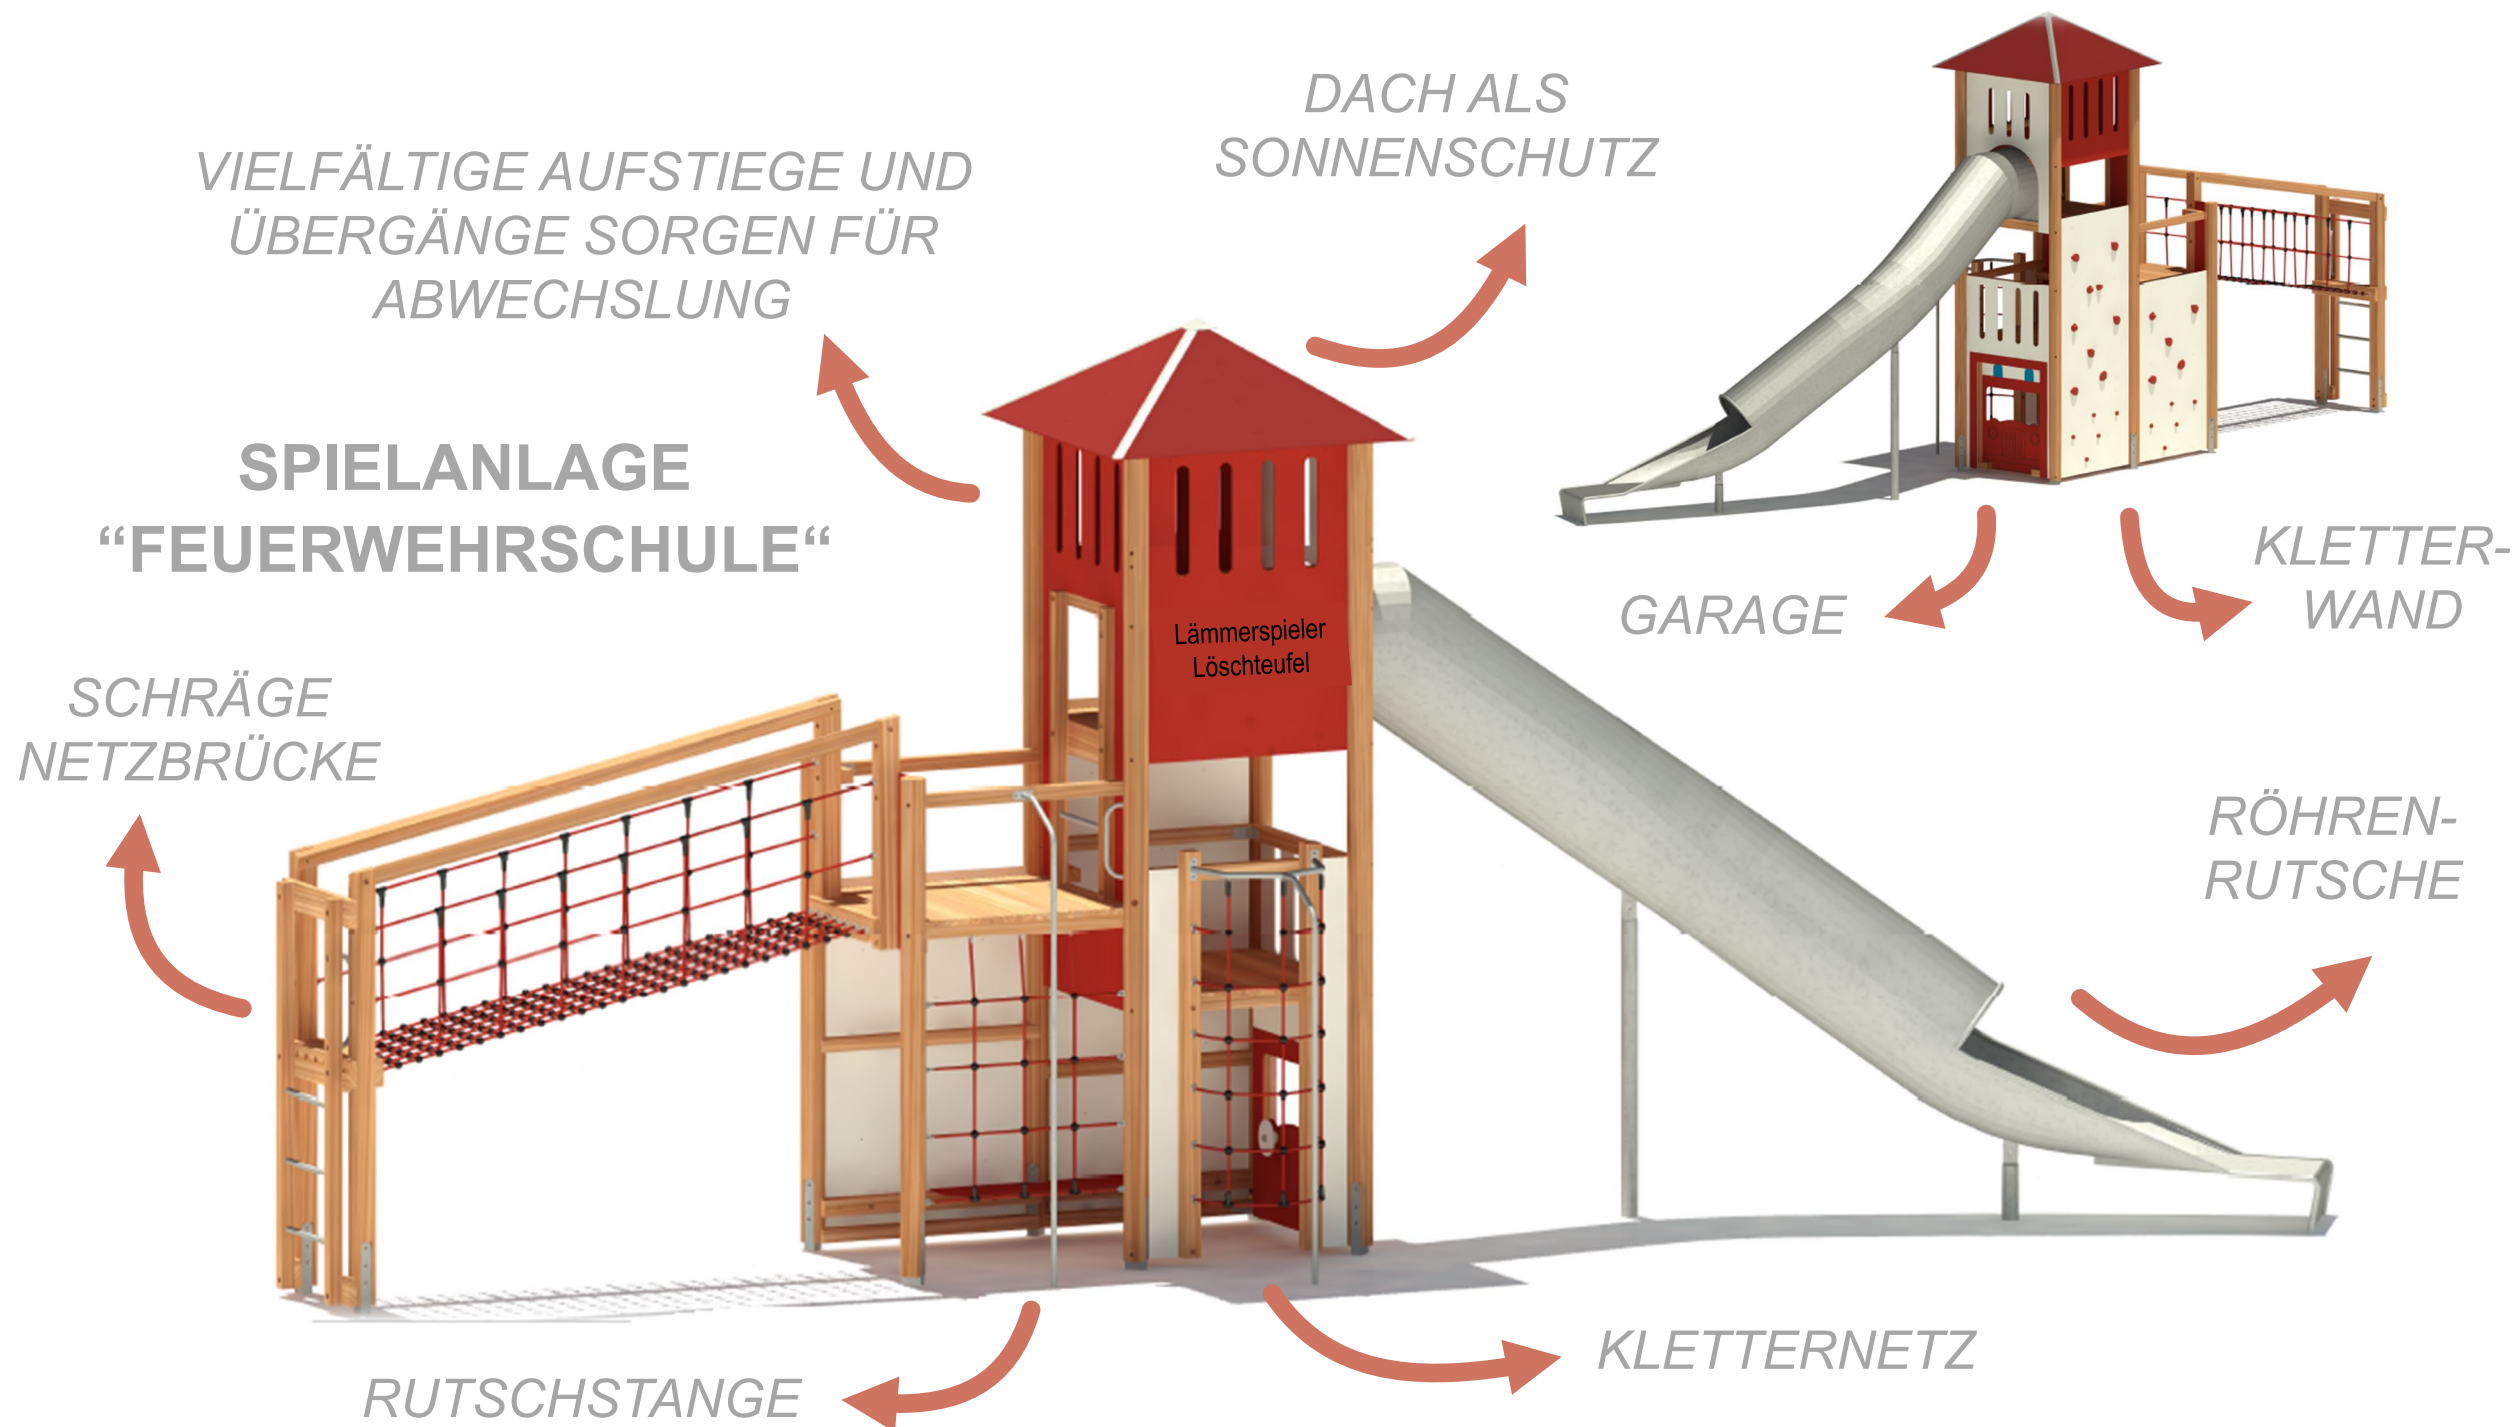 DACH ALS
SONNENSCHUTZ
VIELFÄLTIGE AUFSTIEGE UND
ÜBERGÄNGE SORGEN FÜR
ABWECHSLUNG
SPIELANLAGE
“FEUERWEHRSCHULE“
KLETTER-
WAND
GARAGE
Lämmerspieler
Löschteufel
SCHRÄGE
NETZBRÜCKE
RÖHREN-
RUTSCHE
KLETTERNETZ
RUTSCHSTANGE